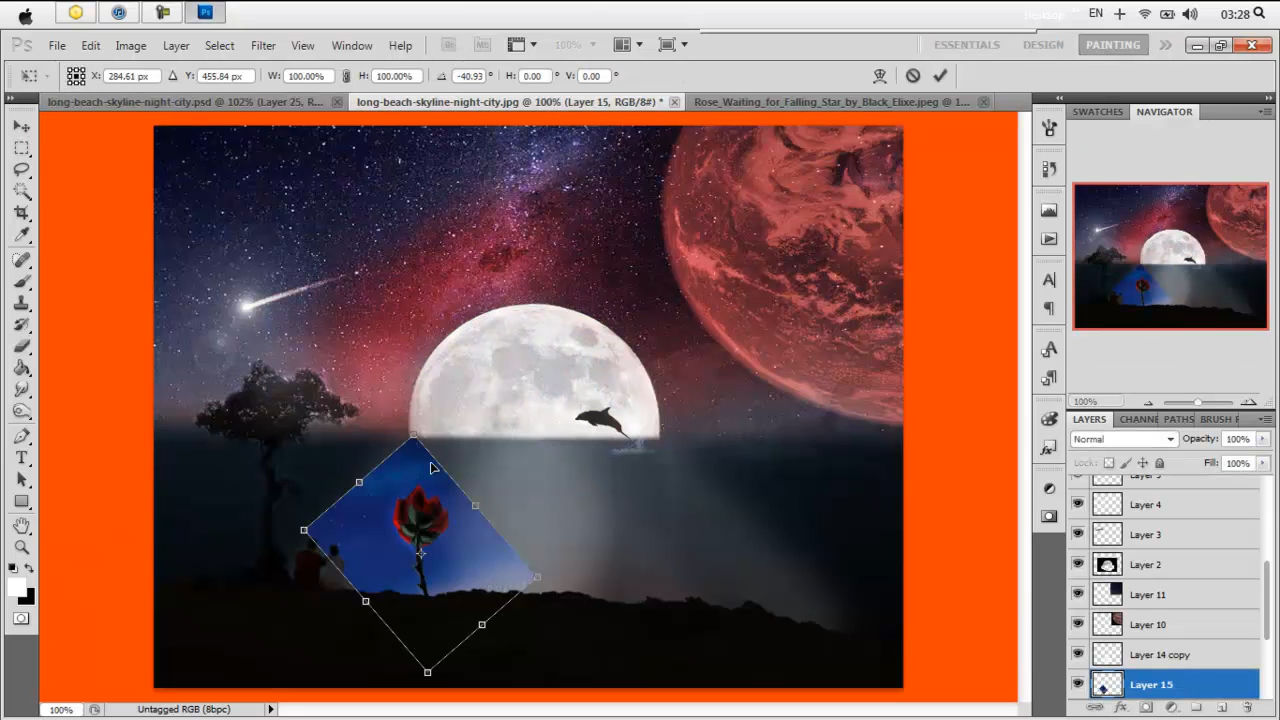 EN 03:28
Ps File Edit Image Layer Select Filter View Window Help Br Mb 100% ESSENTIALS DESIGN PAINTING
X: 284.61 px Y: 455.84 px W: 100.00% H: 100.00% -40.93 ° H: 0.00 ° V: 0.00 °
long-beach-skyline-night-city.psd @ 102% (Layer 25, R... long-beach-skyline-night-city.jpg @ 100% (Layer 15, RGB/8#) * Rose_Waiting_for_Falling_Star_by_Black_Elixe.jpeg @ 1...
SWATCHES NAVIGATOR
100%
LAYERS CHANNE PATHS BRUSH F
Normal Opacity: 100%
Lock: Fill: 100%
Layer 4
Layer 3
Layer 2
Layer 11
Layer 10
Layer 14 copy
Layer 15
100% Untagged RGB (8bpc)